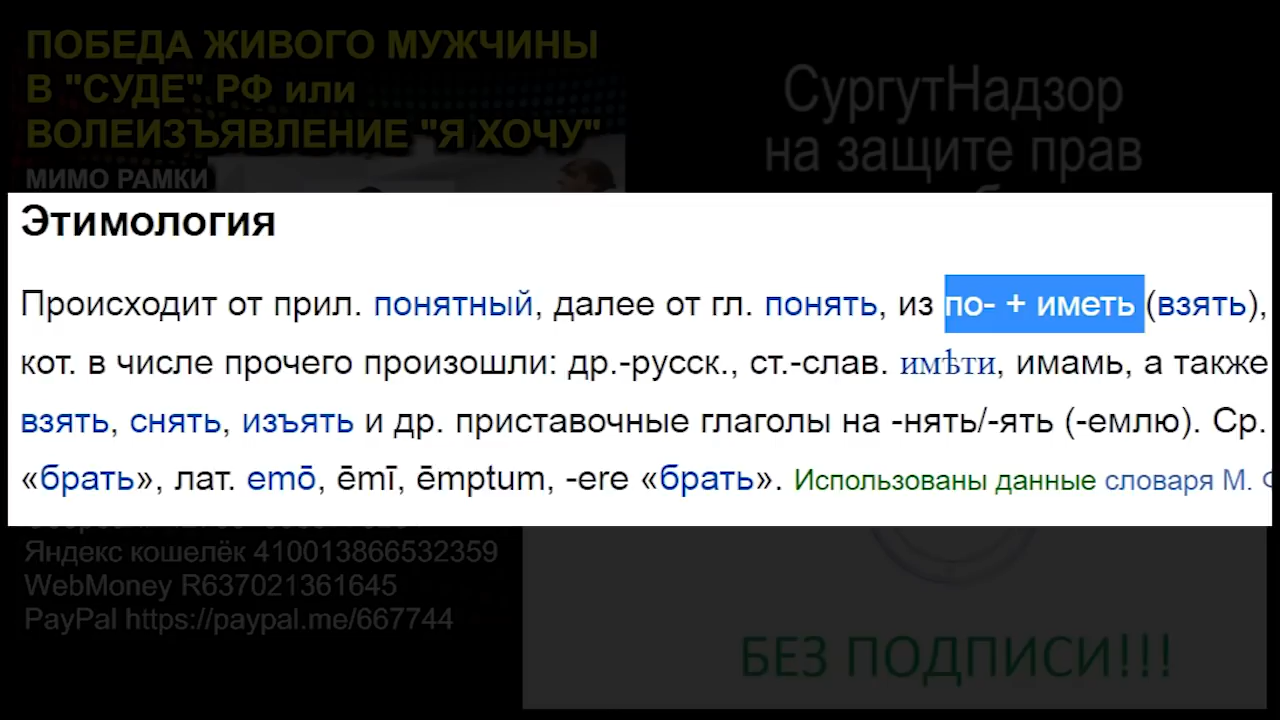 ПОБЕДА ЖИВОГО МУЖЧИНЫ
В "СУДЕ" РФ или
ВОЛЕИЗЪЯВЛЕНИЕ "Я ХОЧУ"
МИМО РАМКИ
СургутНадзор
на защите прав
Этимология
Происходит от прил. понятный, далее от гл. понять, из по- + иметь (взять),
кот. в числе прочего произошли: др.-русск., ст.-слав. имѣти, имамь, а также
взять, снять, изъять и др. приставочные глаголы на -нять/-ять (-емлю). Ср.
«брать», лат. emō, ēmī, ēmptum, -ere «брать». Использованы данные словаря М.
Яндекс кошелёк 410013866532359
WebMoney R637021361645
PayPal https://paypal.me/667744
БЕЗ ПОДПИСИ!!!